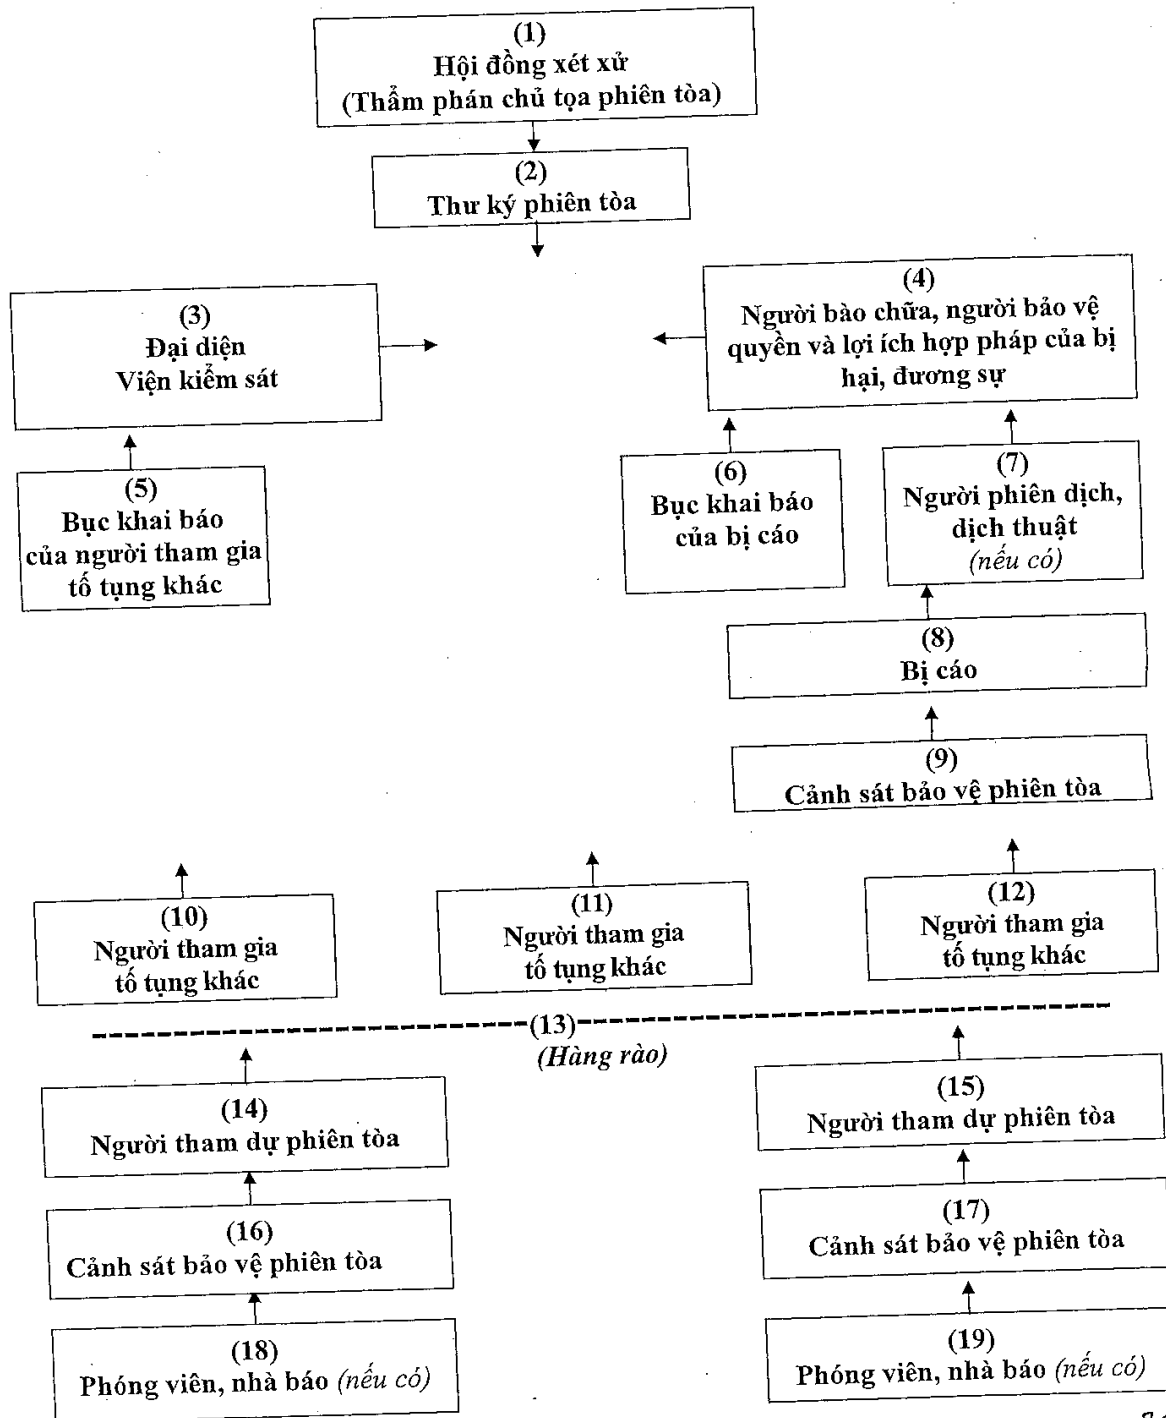 (1)
Hội đồng xét xử
(Thẩm phán chủ tọa phiên tòa)
(2)
Thư ký phiên tòa
(3)
Đại diện
Viện kiểm sát
(4)
Người bào chữa, người bảo vệ
quyền và lợi ích hợp pháp của bị
hại, đương sự
(5)
Bục khai báo
của người tham gia
tố tụng khác
(6)
Bục khai báo
của bị cáo
(7)
Người phiên dịch,
dịch thuật
(nếu có)
(8)
Bị cáo
(9)
Cảnh sát bảo vệ phiên tòa
(10)
Người tham gia
tố tụng khác
(11)
Người tham gia
tố tụng khác
(12)
Người tham gia
tố tụng khác
(13)
(Hàng rào)
(14)
Người tham dự phiên tòa
(15)
Người tham dự phiên tòa
(16)
Cảnh sát bảo vệ phiên tòa
(17)
Cảnh sát bảo vệ phiên tòa
(18)
Phóng viên, nhà báo (nếu có)
(19)
Phóng viên, nhà báo (nếu có)